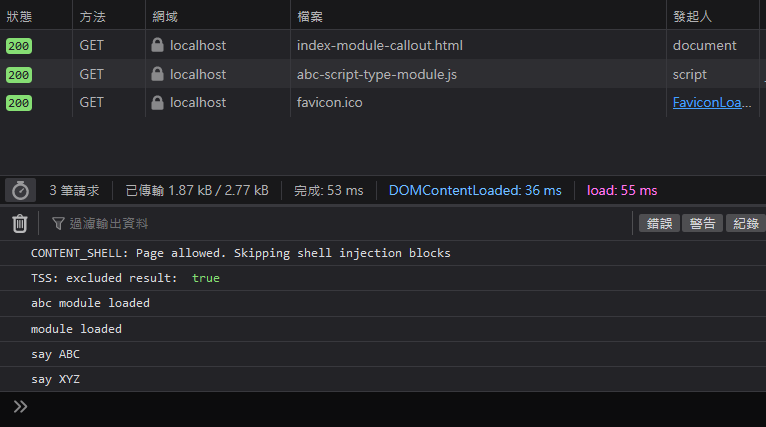 狀態 方法 網域 檔案 發起人
200 GET localhost index-module-callout.html document
200 GET localhost abc-script-type-module.js script
200 GET localhost favicon.ico FaviconLoa...
3 筆請求 已傳輸 1.87 kB / 2.77 kB 完成: 53 ms DOMContentLoaded: 36 ms load: 55 ms
過濾輸出資料 錯誤 警告 紀錄
CONTENT_SHELL: Page allowed. Skipping shell injection blocks
TSS: excluded result: true
abc module loaded
module loaded
say ABC
say XYZ